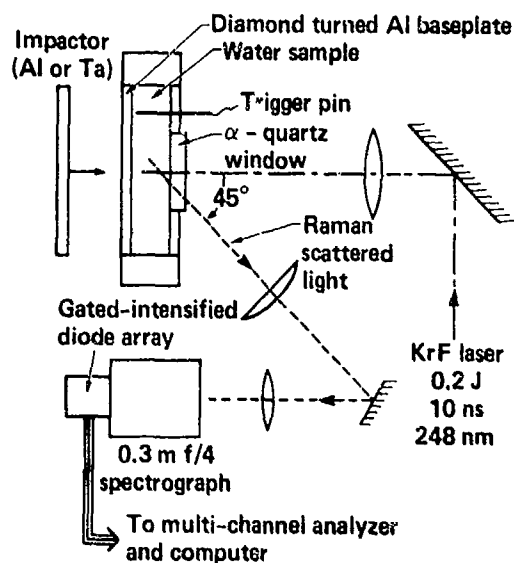 Diamond turned Al baseplate
Impactor
(Al or Ta)
Water sample
Trigger pin
α - quartz
window
45°
Raman
scattered
light
Gated-intensified
diode array
KrF laser
0.2 J
10 ns
248 nm
0.3 m f/4
spectrograph
To multi-channel analyzer
and computer